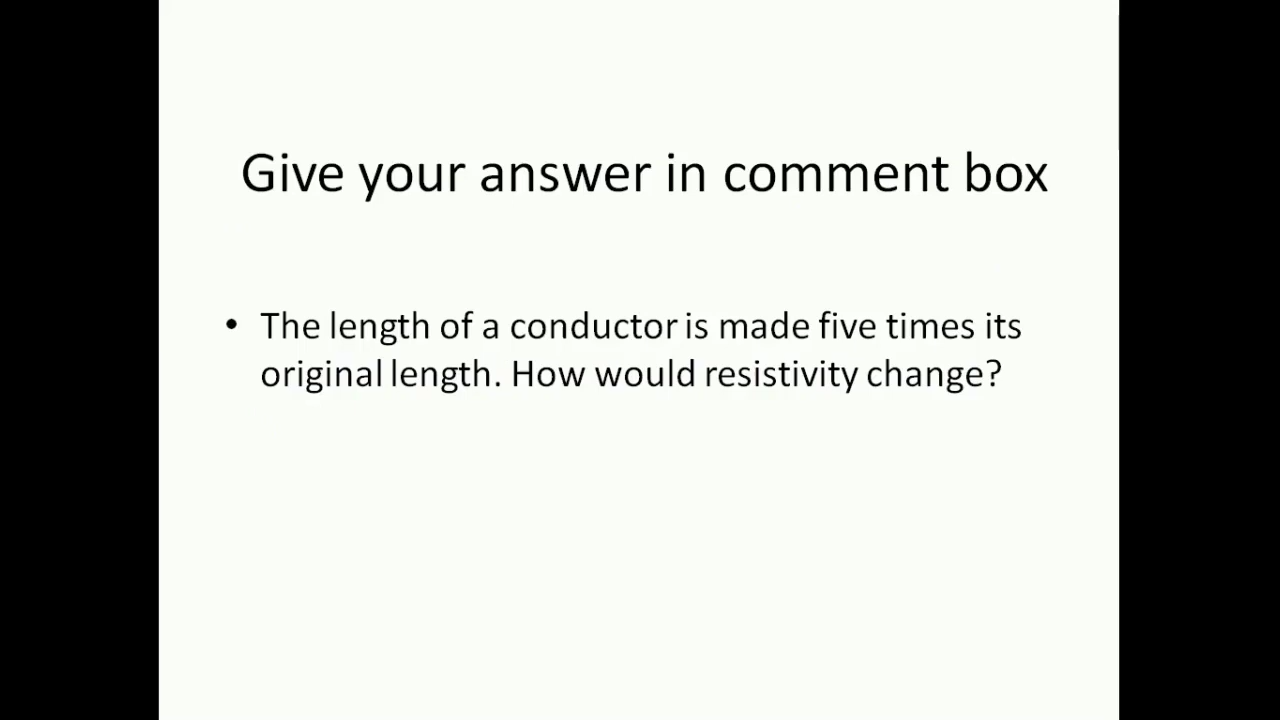 Give your answer in comment box
• The length of a conductor is made five times its
original length. How would resistivity change?